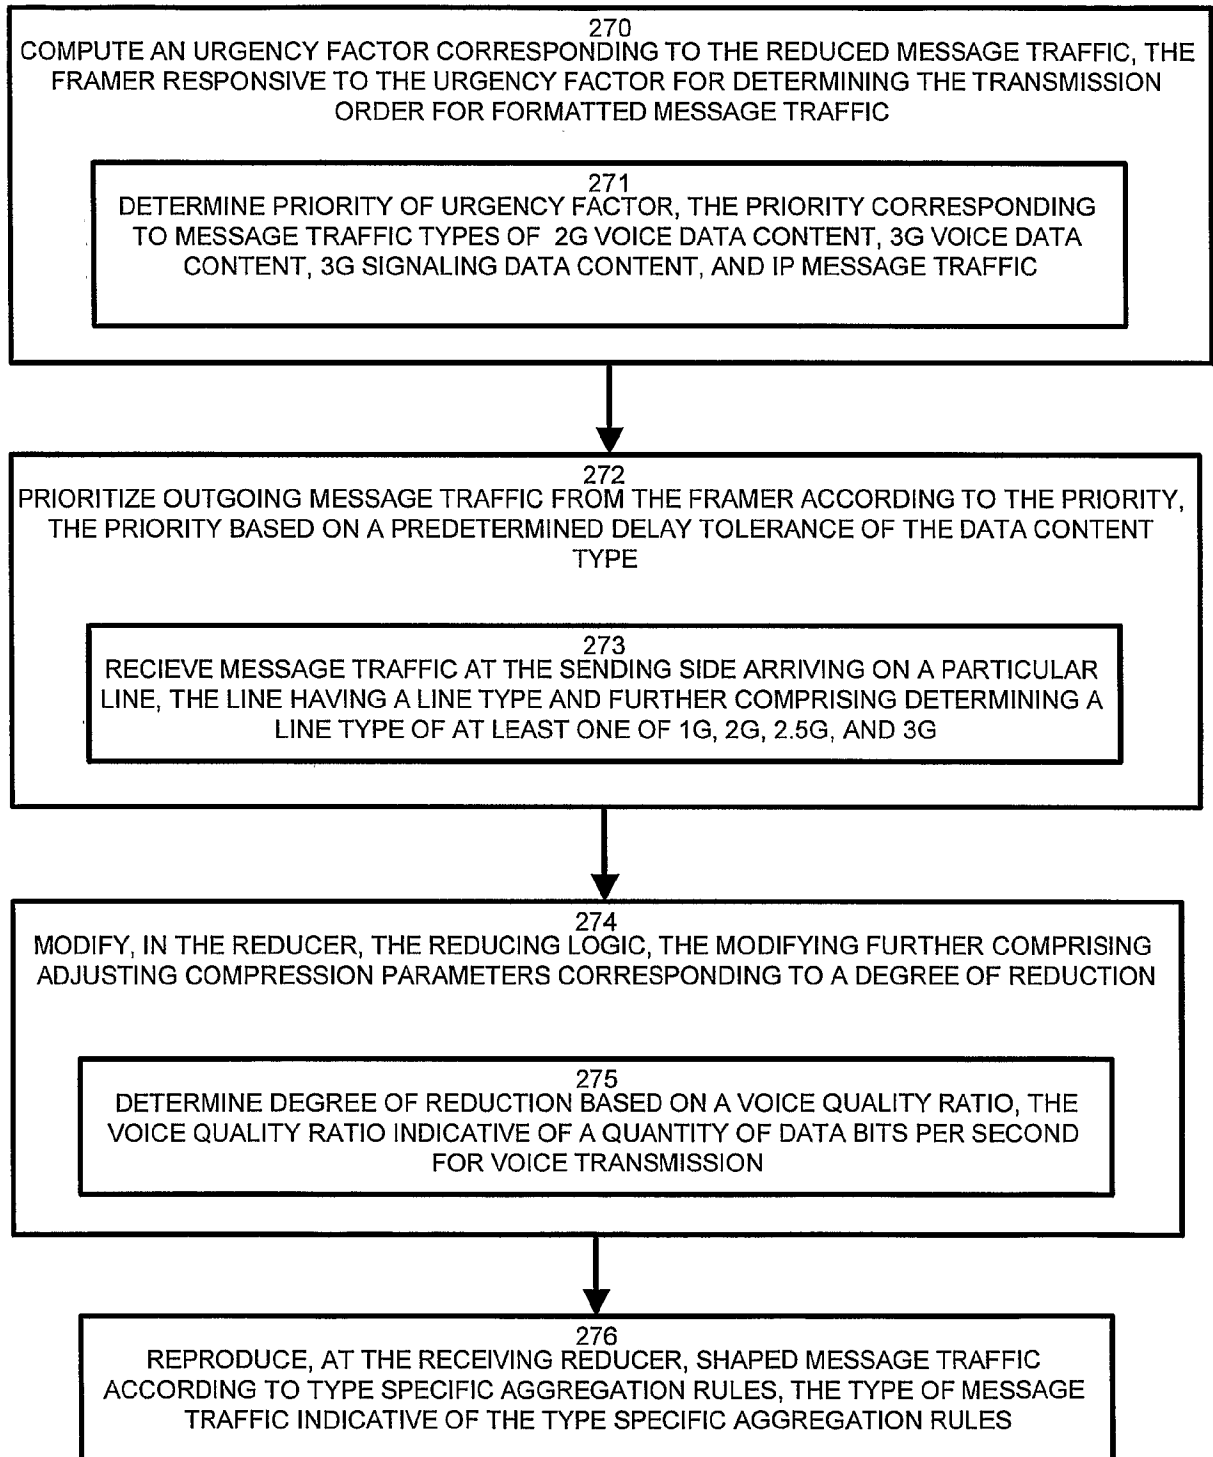 270
COMPUTE AN URGENCY FACTOR CORRESPONDING TO THE REDUCED MESSAGE TRAFFIC, THE
FRAMER RESPONSIVE TO THE URGENCY FACTOR FOR DETERMINING THE TRANSMISSION
ORDER FOR FORMATTED MESSAGE TRAFFIC
271
DETERMINE PRIORITY OF URGENCY FACTOR, THE PRIORITY CORRESPONDING
TO MESSAGE TRAFFIC TYPES OF 2G VOICE DATA CONTENT, 3G VOICE DATA
CONTENT, 3G SIGNALING DATA CONTENT, AND IP MESSAGE TRAFFIC
272
PRIORITIZE OUTGOING MESSAGE TRAFFIC FROM THE FRAMER ACCORDING TO THE PRIORITY,
THE PRIORITY BASED ON A PREDETERMINED DELAY TOLERANCE OF THE DATA CONTENT
TYPE
273
RECIEVE MESSAGE TRAFFIC AT THE SENDING SIDE ARRIVING ON A PARTICULAR
LINE, THE LINE HAVING A LINE TYPE AND FURTHER COMPRISING DETERMINING A
LINE TYPE OF AT LEAST ONE OF 1G, 2G, 2.5G, AND 3G
274
MODIFY, IN THE REDUCER, THE REDUCING LOGIC, THE MODIFYING FURTHER COMPRISING
ADJUSTING COMPRESSION PARAMETERS CORRESPONDING TO A DEGREE OF REDUCTION
275
DETERMINE DEGREE OF REDUCTION BASED ON A VOICE QUALITY RATIO, THE
VOICE QUALITY RATIO INDICATIVE OF A QUANTITY OF DATA BITS PER SECOND
FOR VOICE TRANSMISSION
276
REPRODUCE, AT THE RECEIVING REDUCER, SHAPED MESSAGE TRAFFIC
ACCORDING TO TYPE SPECIFIC AGGREGATION RULES, THE TYPE OF MESSAGE
TRAFFIC INDICATIVE OF THE TYPE SPECIFIC AGGREGATION RULES